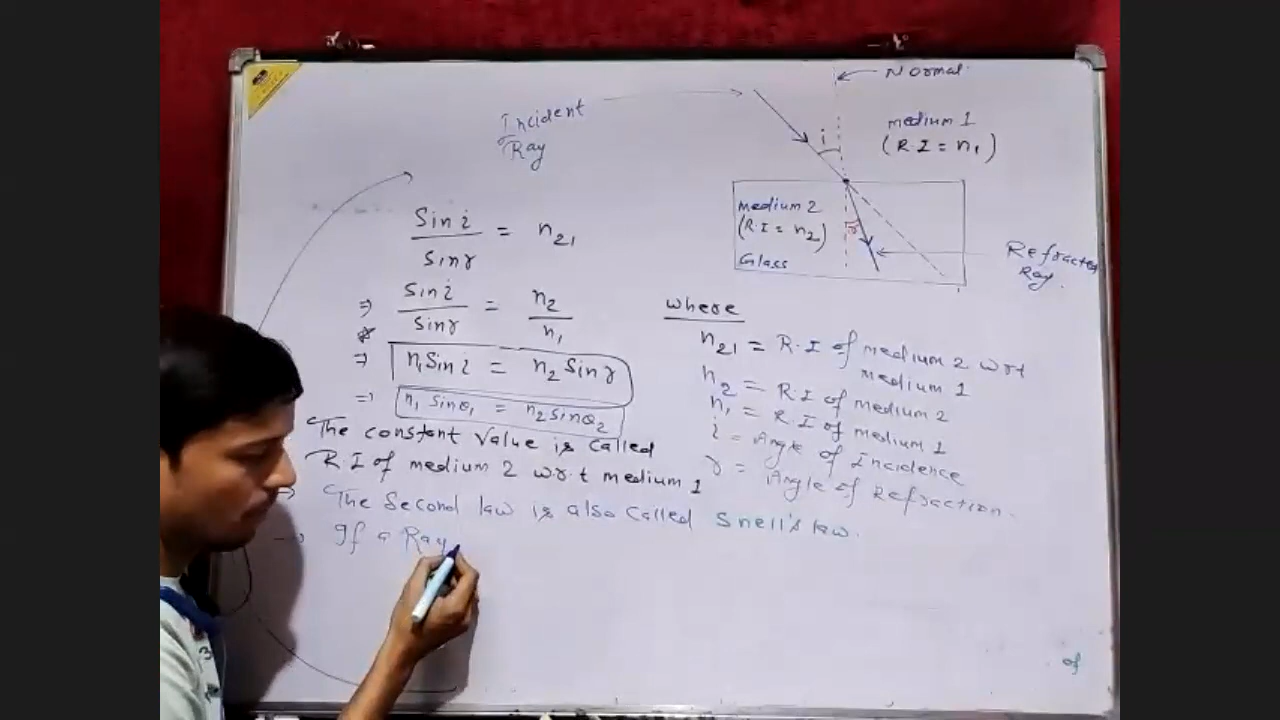 Normal
Incident
Ray
medium 1
(R.I = n₁)
i
medium 2
(R.I = n₂)
Glass
r
Refracted
Ray.
Sin i / Sin r = n₂₁
⇒ Sin i / Sin r = n₂ / n₁
⇒ n₁ Sin i = n₂ Sin r
⇒ n₁ sinθ₁ = n₂ sinθ₂
where
n₂₁ = R.I of medium 2 w.r.t
medium 1
n₂ = R.I of medium 2
n₁ = R.I of medium 1
i = Angle of Incidence
r = Angle of Refraction.
The constant value is called
R.I of medium 2 w.r.t medium 1
→ The Second law is also called Snell's law.
→ If a Ray
of